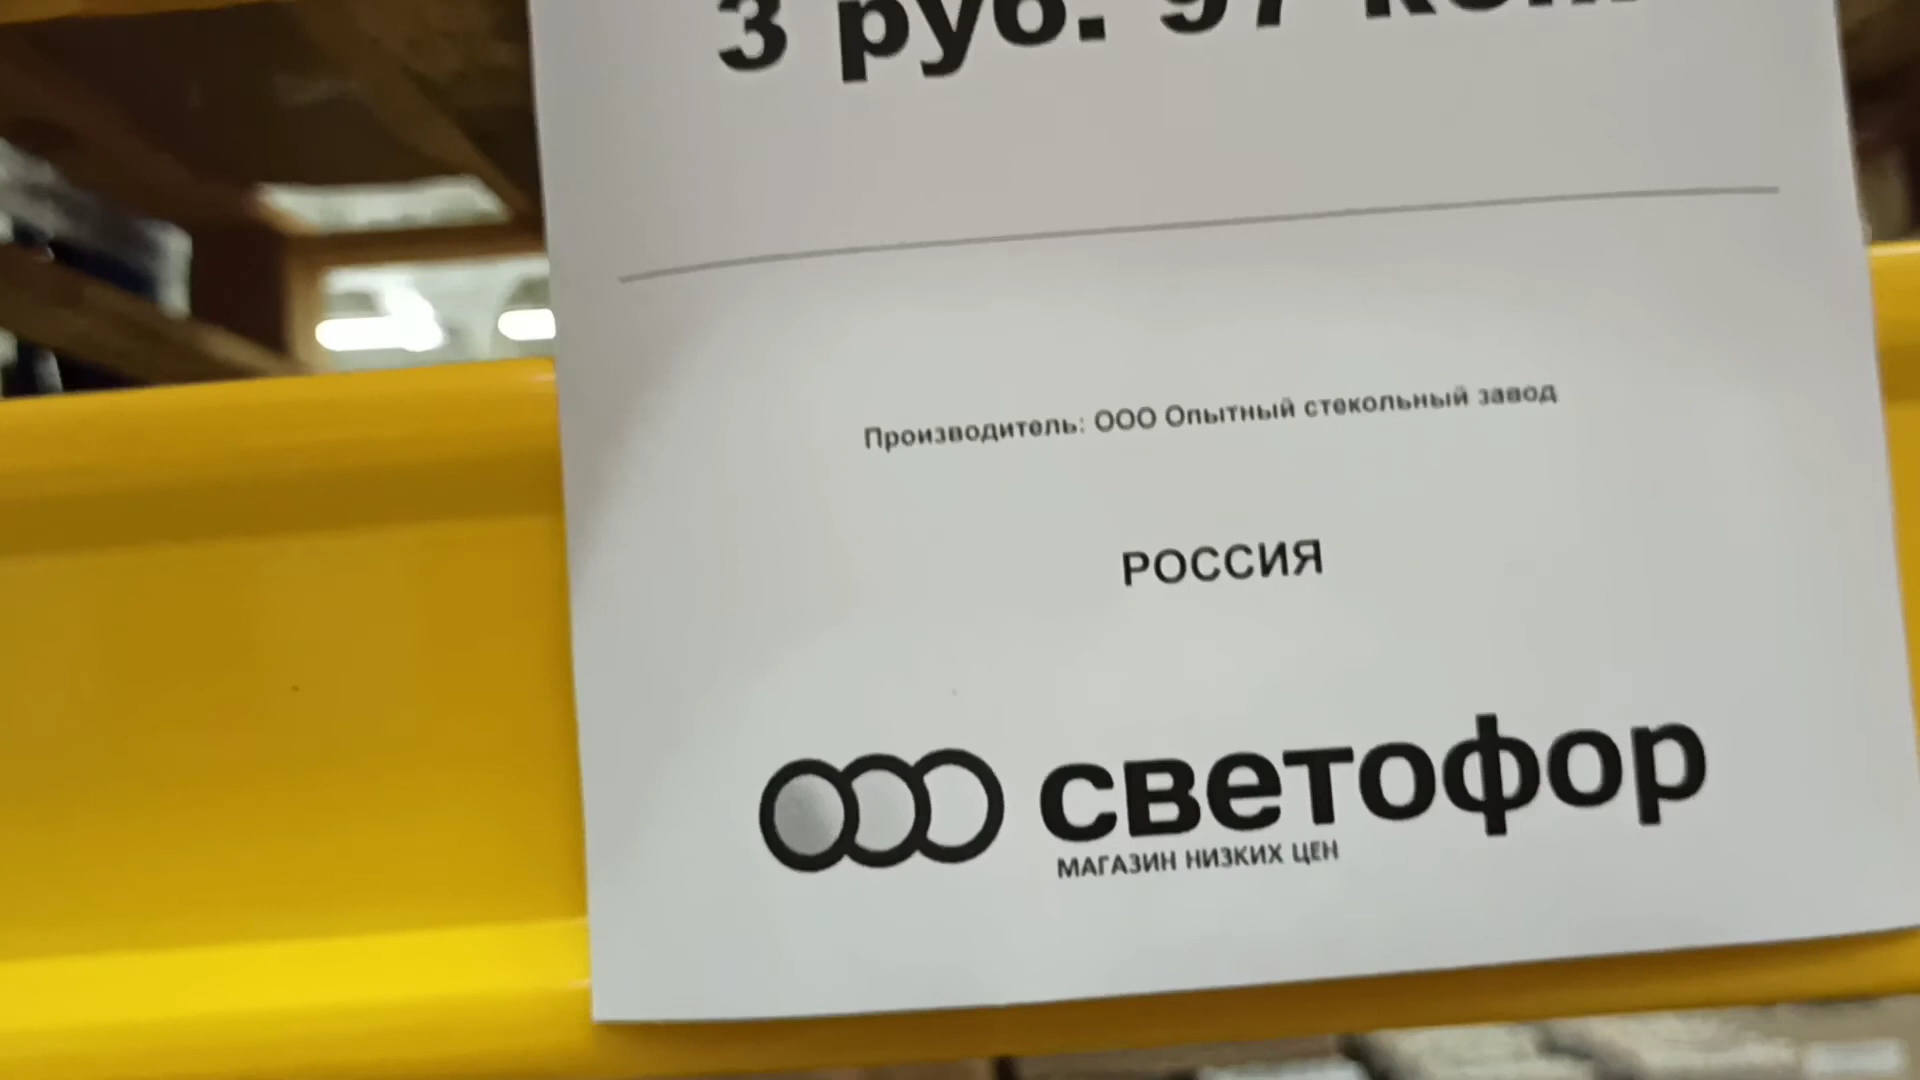 3 руб. 97 коп.
Производитель: ООО Опытный стекольный завод
РОССИЯ
светофор
МАГАЗИН НИЗКИХ ЦЕН